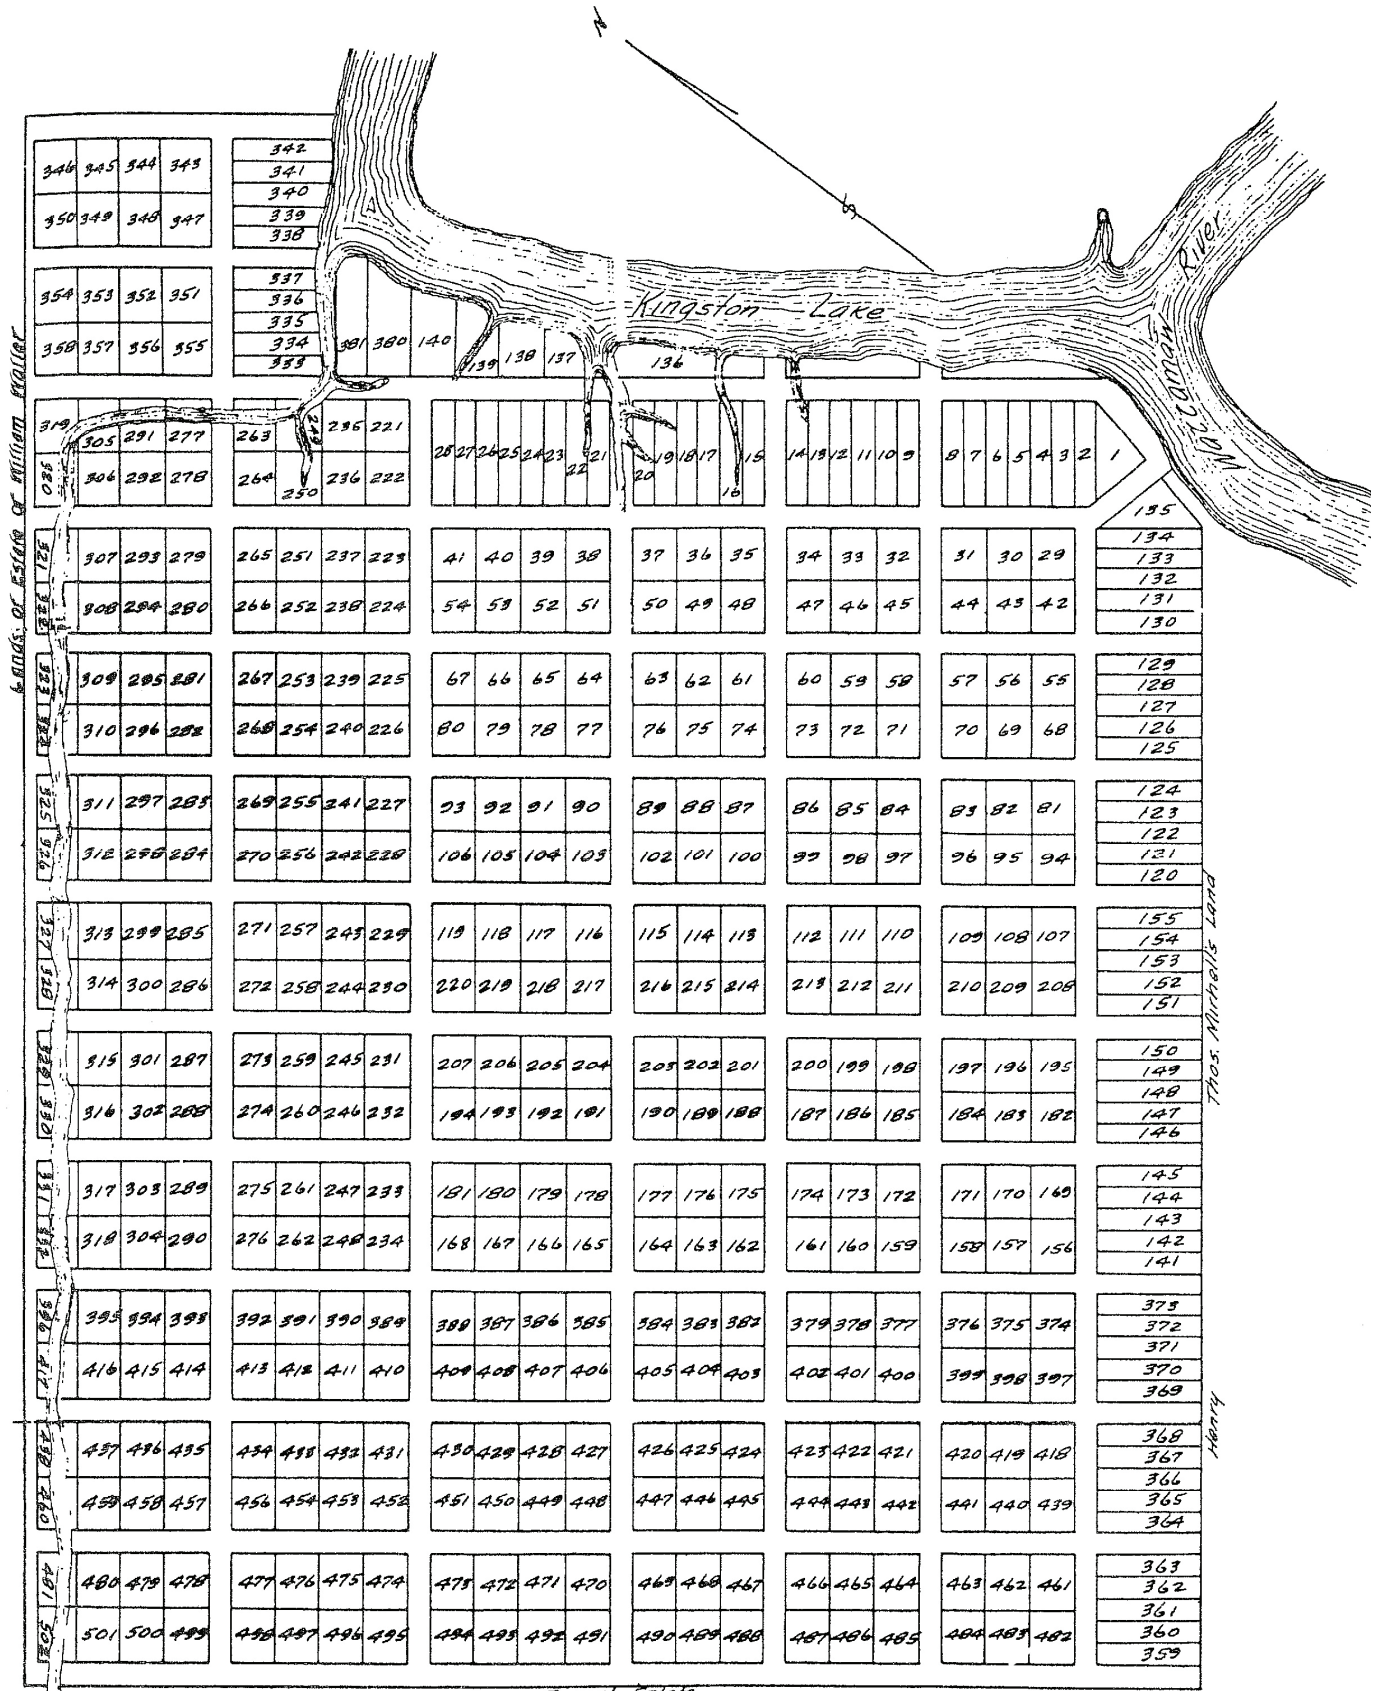 N
S
342
346 345 344 343 341
340
350 349 348 347 339
338
River
337
354 353 352 351 336
335
Kingston Lake
358 357 356 355 334 381 380 140 139 138 137 136
333
Waccamaw
Lands of Estate of William Waller
319 305 291 277 263 249 235 221
28 27 26 25 24 23 22 21 20 19 18 17 16 15 14 13 12 11 10 9 8 7 6 5 4 3 2 1
320 306 292 278 264 250 236 222
135
134
321 307 293 279 265 251 237 223 41 40 39 38 37 36 35 34 33 32 31 30 29 133
132
322 308 294 280 266 252 238 224 54 53 52 51 50 49 48 47 46 45 44 43 42 131
130
129
323 309 295 281 267 253 239 225 67 66 65 64 63 62 61 60 59 58 57 56 55 128
127
324 310 296 282 268 254 240 226 80 79 78 77 76 75 74 73 72 71 70 69 68 126
125
124
325 311 297 283 269 255 241 227 93 92 91 90 89 88 87 86 85 84 83 82 81 123
122
326 312 298 284 270 256 242 228 106 105 104 103 102 101 100 99 98 97 96 95 94 121
120
155
327 313 299 285 271 257 243 229 119 118 117 116 115 114 113 112 111 110 109 108 107 154
153
328 314 300 286 272 258 244 230 220 219 218 217 216 215 214 213 212 211 210 209 208 152
151
150
329 315 301 287 273 259 245 231 207 206 205 204 203 202 201 200 199 198 197 196 195 149
148
330 316 302 288 274 260 246 232 194 193 192 191 190 189 188 187 186 185 184 183 182 147
146
145
331 317 303 289 275 261 247 233 181 180 179 178 177 176 175 174 173 172 171 170 169 144
143
332 318 304 290 276 262 248 234 168 167 166 165 164 163 162 161 160 159 158 157 156 142
141
373
396 395 394 393 392 391 390 389 388 387 386 385 384 383 382 379 378 377 376 375 374 372
371
417 416 415 414 413 412 411 410 409 408 407 406 405 404 403 402 401 400 399 398 397 370
369
368
438 437 436 435 434 433 432 431 430 429 428 427 426 425 424 423 422 421 420 419 418 367
366
460 459 458 457 456 454 453 452 451 450 449 448 447 446 445 444 443 442 441 440 439 365
364
363
481 480 479 478 477 476 475 474 473 472 471 470 469 468 467 466 465 464 463 462 461 362
361
502 501 500 499 498 497 496 495 494 493 492 491 490 489 488 487 486 485 484 483 482 360
359
Henry Thos. Mishells Land